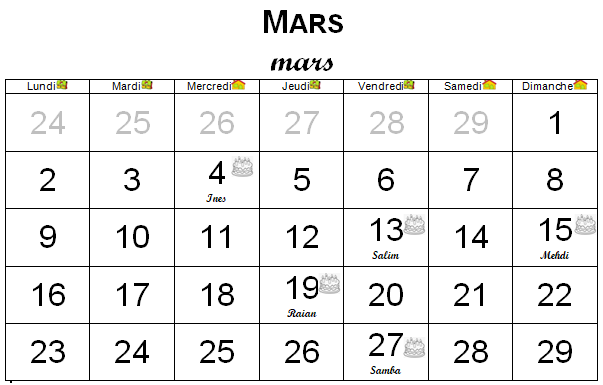 MARS
mars
Lundi Mardi Mercredi Jeudi Vendredi Samedi Dimanche
24 25 26 27 28 29 1
2 3 4 5 6 7 8
Ines
9 10 11 12 13 14 15
Salim Mehdi
16 17 18 19 20 21 22
Raian
23 24 25 26 27 28 29
Samba